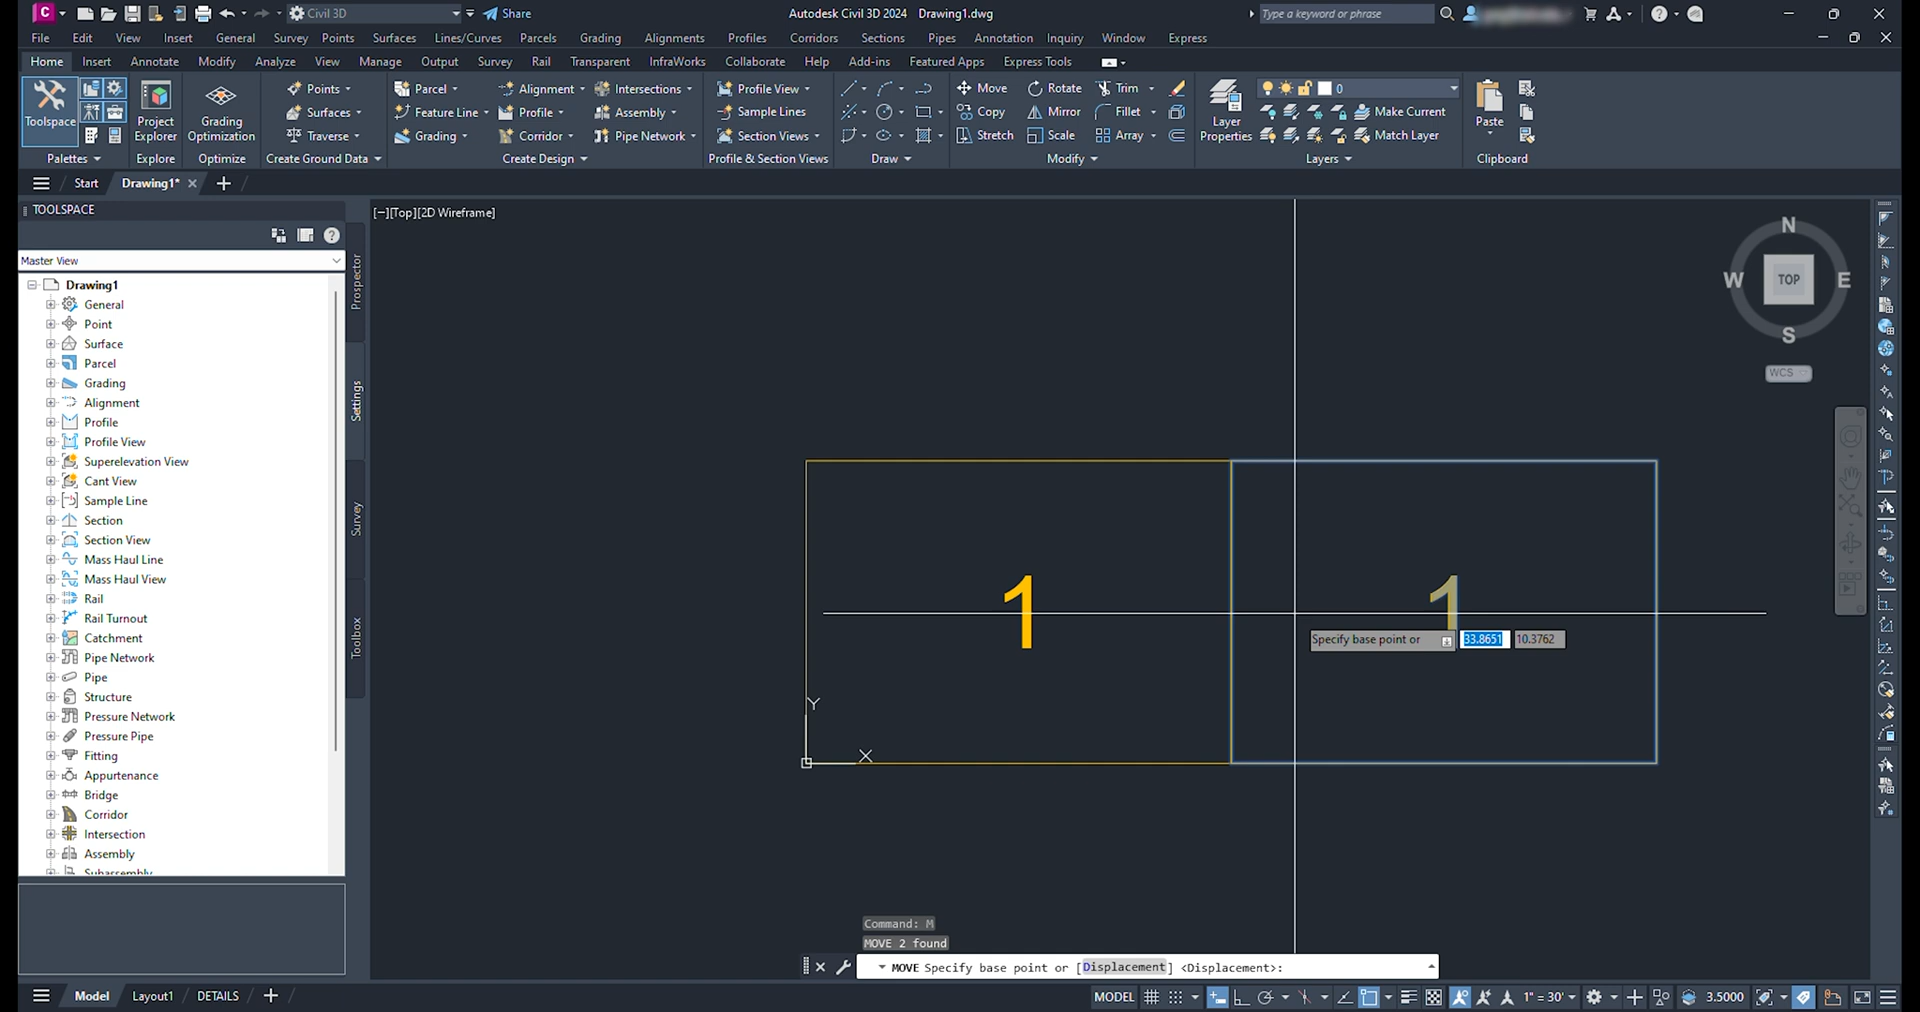 C Civil 3D Share Autodesk Civil 3D 2024 Drawing1.dwg Type a keyword or phrase
File Edit View Insert General Survey Points Surfaces Lines/Curves Parcels Grading Alignments Profiles Corridors Sections Pipes Annotation Inquiry Window Express
Home Insert Annotate Modify Analyze View Manage Output Survey Rail Transparent InfraWorks Collaborate Help Add-ins Featured Apps Express Tools
Points Parcel Alignment Intersections Profile View Move Rotate Trim 0
Toolspace Project Explorer Grading Optimization Surfaces Feature Line Profile Assembly Sample Lines Copy Mirror Fillet Layer Properties Make Current Paste
Traverse Grading Corridor Pipe Network Section Views Stretch Scale Array Match Layer
Palettes Explore Optimize Create Ground Data Create Design Profile & Section Views Draw Modify Layers Clipboard
Start Drawing1*
TOOLSPACE
[−][Top][2D Wireframe]
Master View
Drawing1
General
Point
Surface
Parcel
Grading
Alignment
Profile
Profile View
Superelevation View
Cant View
Sample Line
Section
Section View
Mass Haul Line
Mass Haul View
Rail
Rail Turnout
Catchment
Pipe Network
Pipe
Structure
Pressure Network
Pressure Pipe
Fitting
Appurtenance
Bridge
Corridor
Intersection
Assembly
Subassembly
Prospector
Settings
Survey
Toolbox
N
W TOP E
S
WCS
1 1
Specify base point or 33.8651 10.3762
Y
X
Command: M
MOVE 2 found
MOVE Specify base point or [Displacement] <Displacement>:
Model Layout1 DETAILS
MODEL 1" = 30' 3.5000